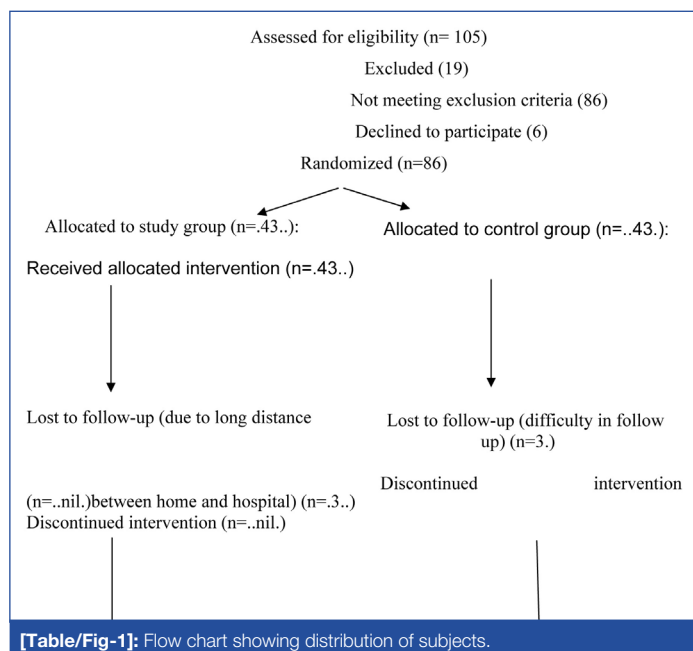 Assessed for eligibility (n= 105)
Excluded (19)
Not meeting exclusion criteria (86)
Declined to participate (6)
Randomized (n=86)
Allocated to study group (n=.43..):
Allocated to control group (n=..43.):
Received allocated intervention (n=.43..)
Lost to follow-up (due to long distance
(n=..nil.)between home and hospital) (n=.3..)
Discontinued intervention (n=..nil.)
Lost to follow-up (difficulty in follow
up) (n=3.)
Discontinued intervention
[Table/Fig-1]: Flow chart showing distribution of subjects.